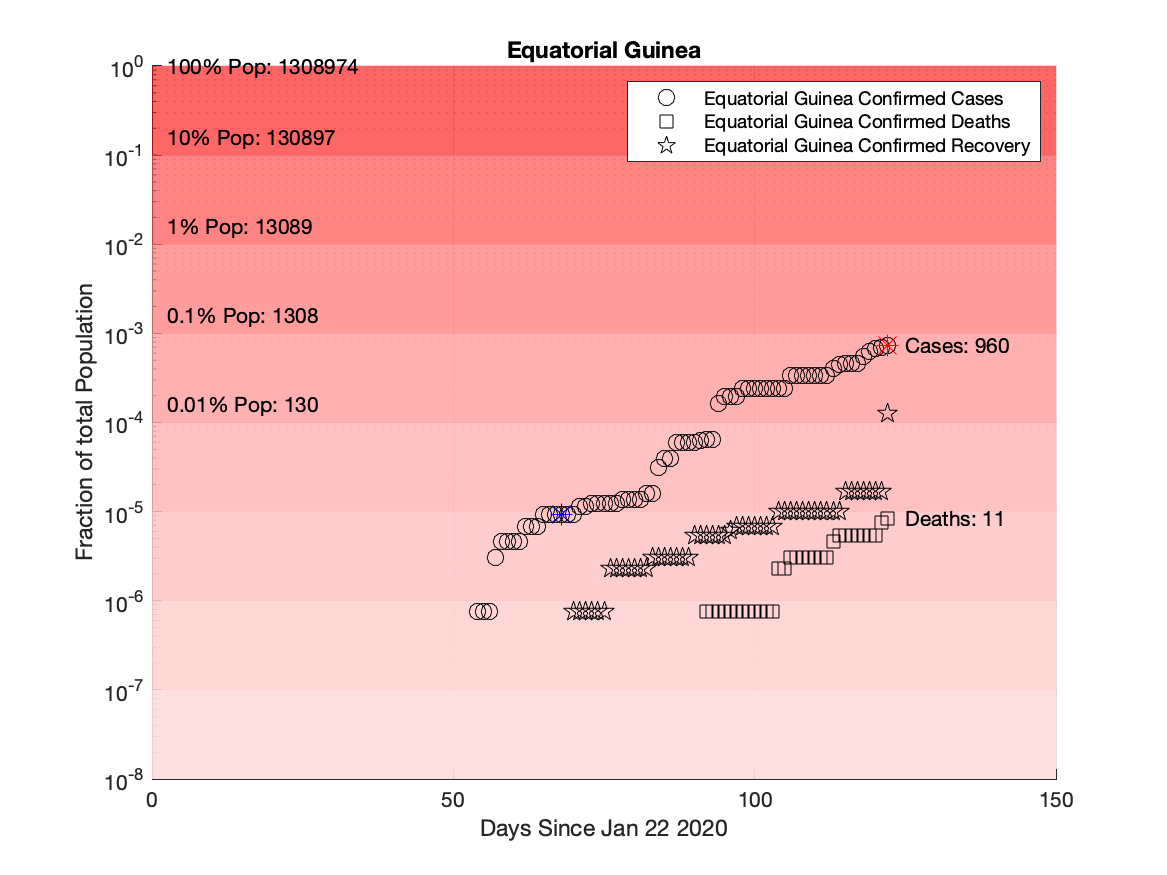 Equatorial Guinea
10^0
100% Pop: 1308974
Equatorial Guinea Confirmed Cases
Equatorial Guinea Confirmed Deaths
Equatorial Guinea Confirmed Recovery
10% Pop: 130897
10^-1
1% Pop: 13089
10^-2
0.1% Pop: 1308
10^-3
Cases: 960
0.01% Pop: 130
10^-4
10^-5
Deaths: 11
10^-6
10^-7
10^-8
Fraction of total Population
0 50 100 150
Days Since Jan 22 2020